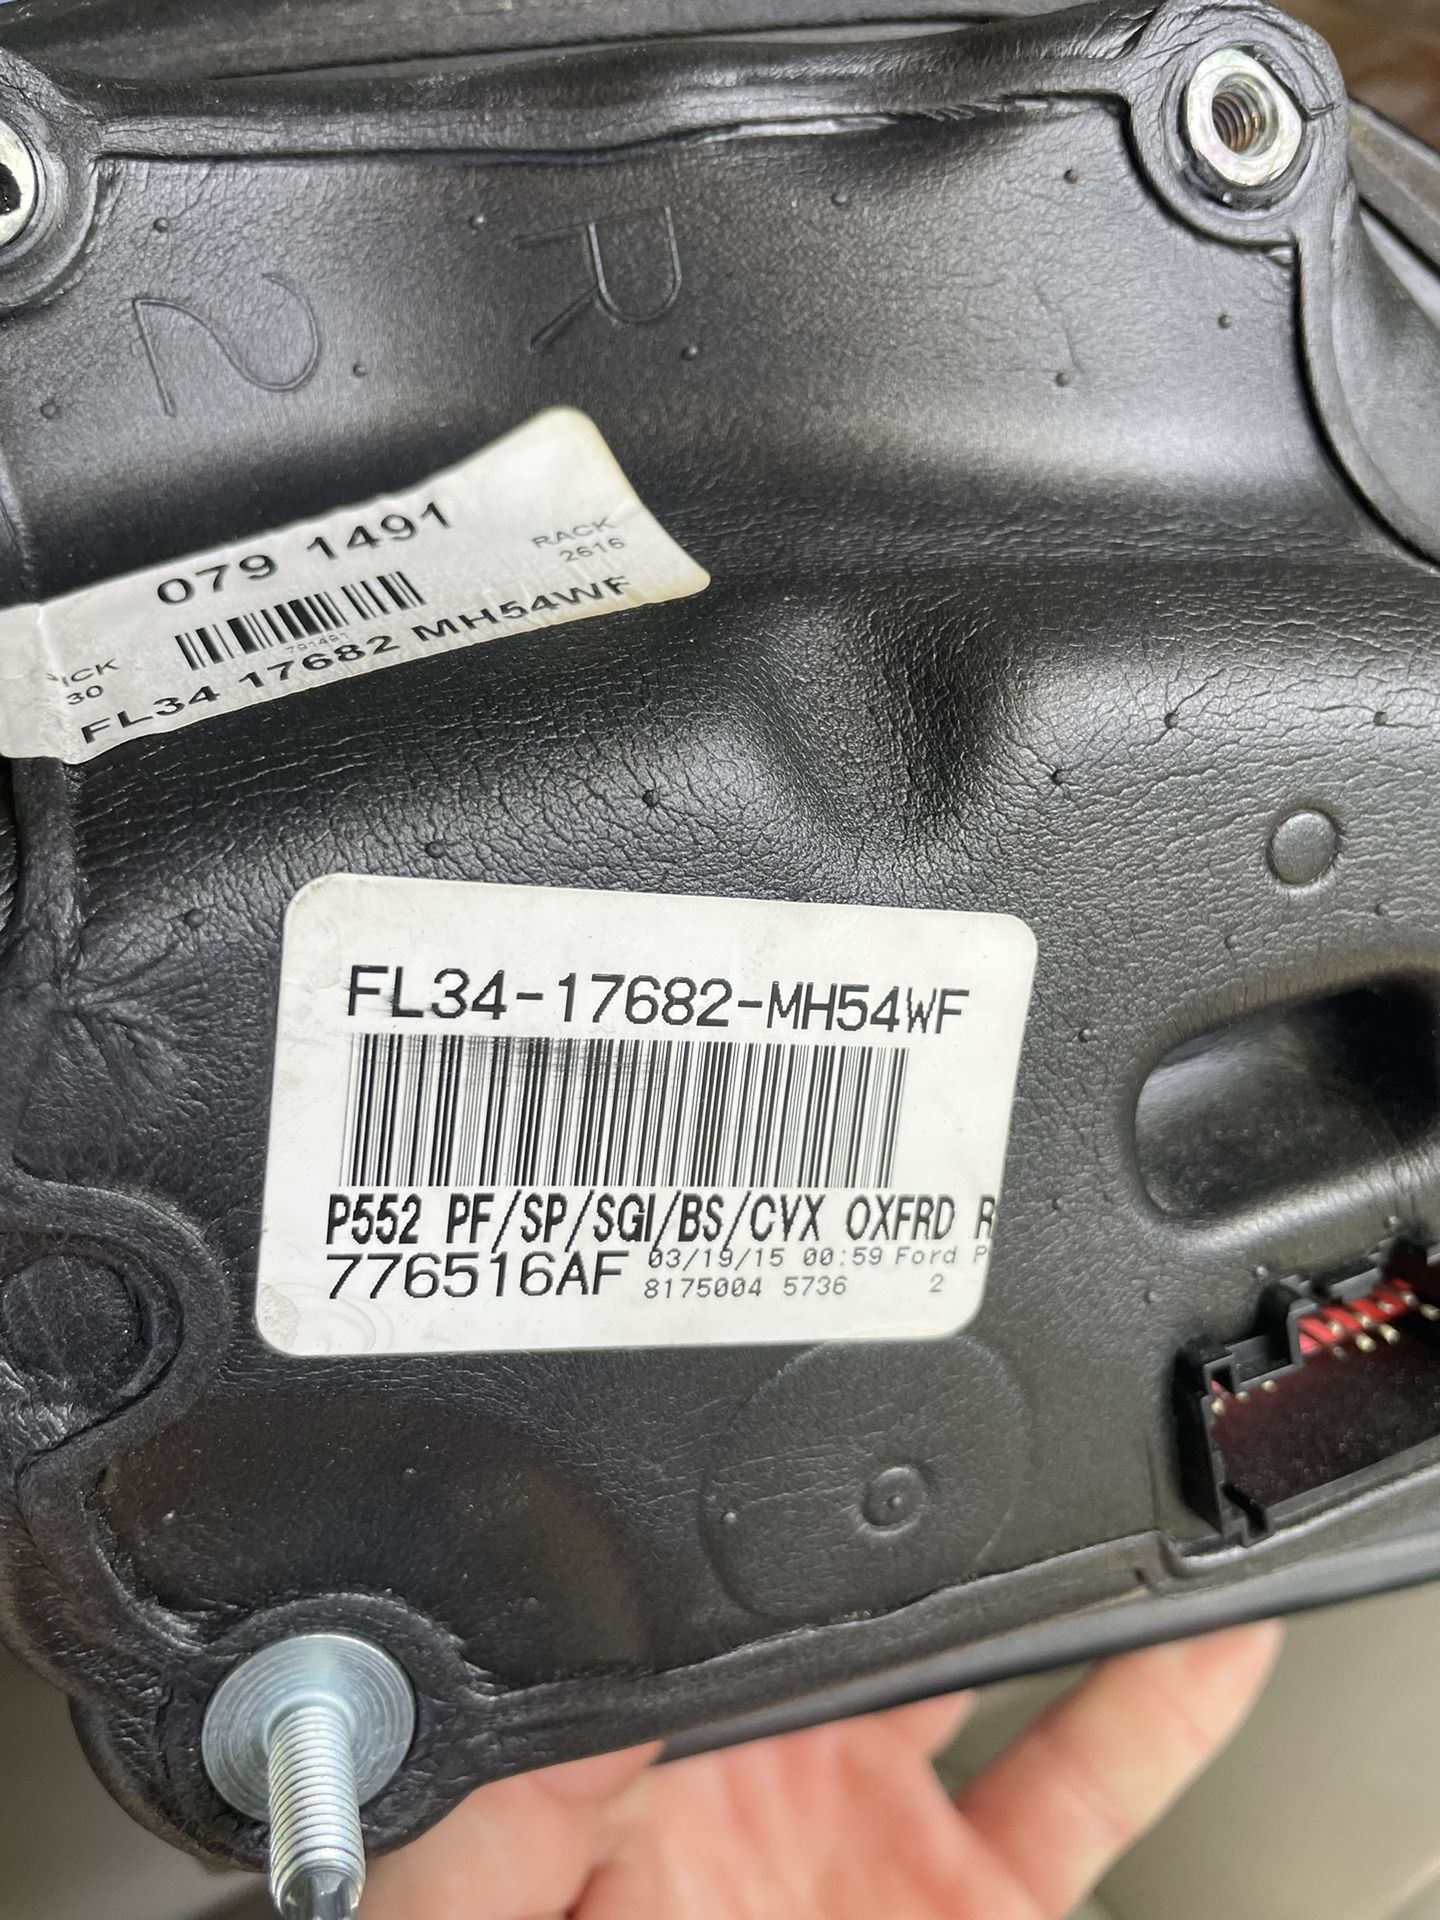 R
2
079 1491
RACK
2616
791491
30
FL34 17682 MH54WF
FL34-17682-MH54WF
P552 PF/SP/SGI/BS/CVX OXFRD R
776516AF 03/19/15 00:59 Ford P
8175004 5736 2